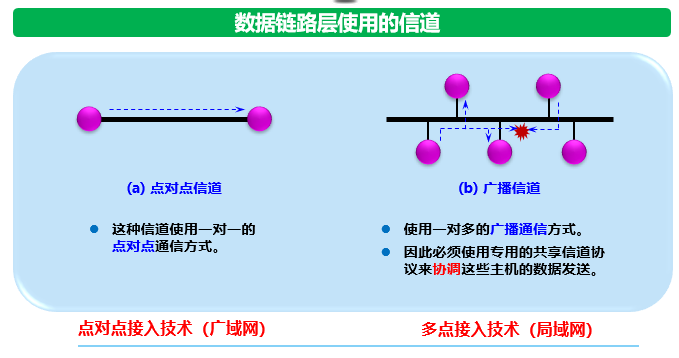 数据链路层使用的信道
(a) 点对点信道
这种信道使用一对一的
点对点通信方式。
(b) 广播信道
使用一对多的广播通信方式。
因此必须使用专用的共享信道协
议来协调这些主机的数据发送。
点对点接入技术（广域网）
多点接入技术（局域网）